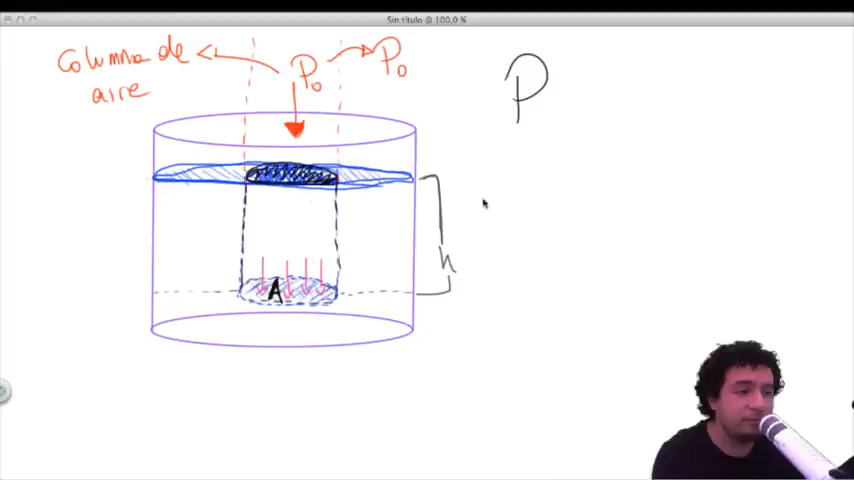 Sin título @ 100,0 %
Columna de
aire
P₀
P₀
P
h
A